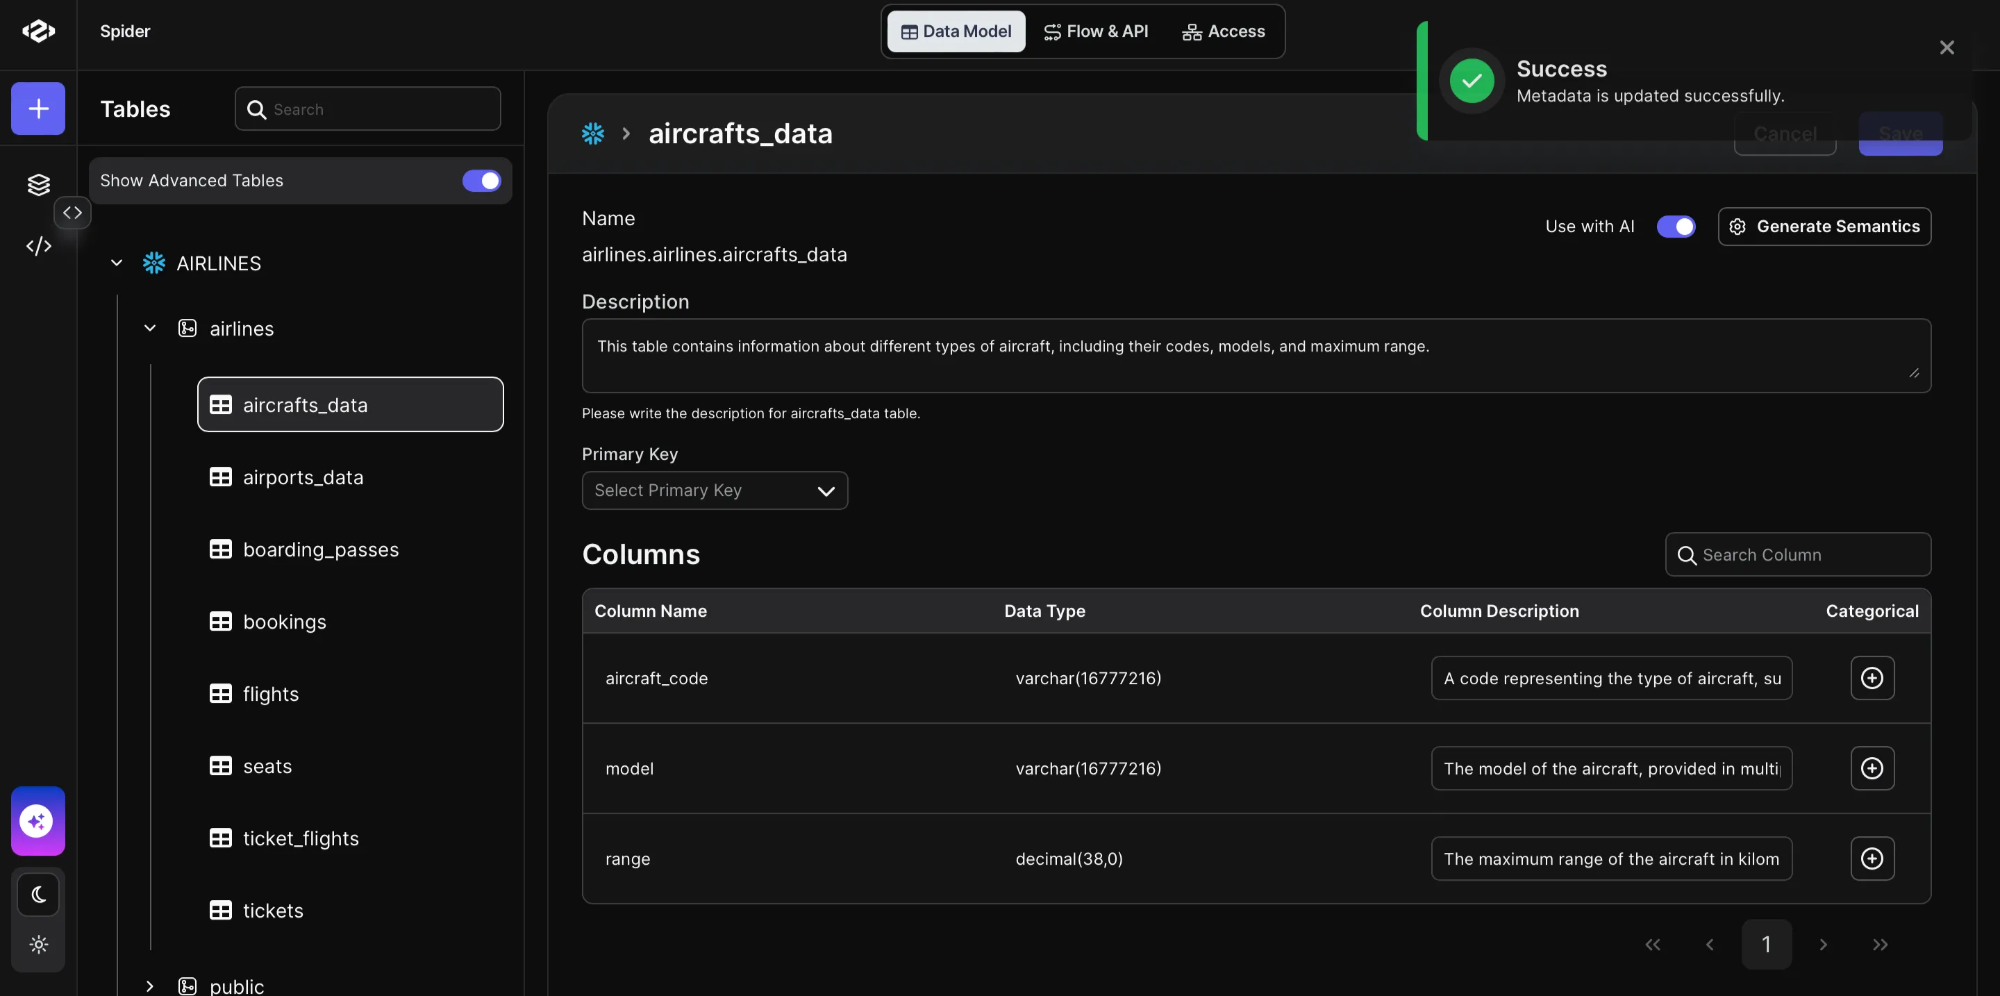 Spider
Data Model
Flow & API
Access
Success
Metadata is updated successfully.
Tables
Search
aircrafts_data
Cancel
Save
Show Advanced Tables
Name
airlines.airlines.aircrafts_data
Use with AI
Generate Semantics
AIRLINES
airlines
aircrafts_data
airports_data
boarding_passes
bookings
flights
seats
ticket_flights
tickets
public
Description
This table contains information about different types of aircraft, including their codes, models, and maximum range.
Please write the description for aircrafts_data table.
Primary Key
Select Primary Key
Columns
Search Column
Column Name Data Type Column Description Categorical
aircraft_code varchar(16777216) A code representing the type of aircraft, su
model varchar(16777216) The model of the aircraft, provided in multi
range decimal(38,0) The maximum range of the aircraft in kilom
1